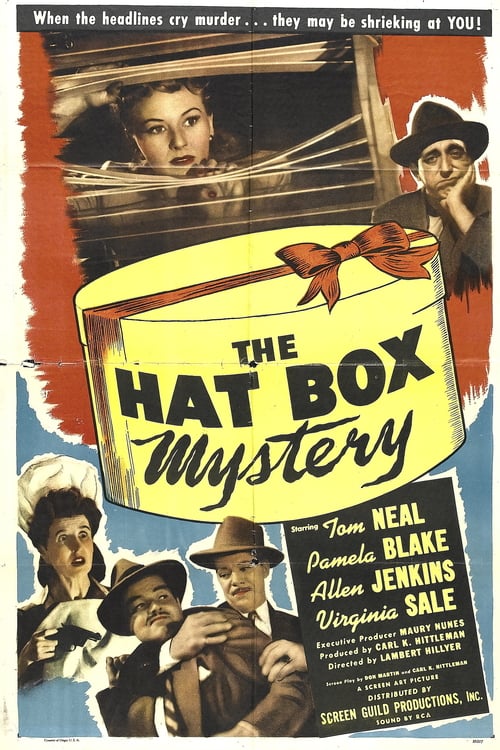 When the headlines cry murder... they may be shrieking at YOU!
THE
HAT BOX
Mystery
Starring Tom NEAL
Pamela BLAKE
Allen JENKINS
Virginia SALE
Executive Producer MAURY NUNES
Produced by CARL K. HITTLEMAN
Directed by LAMBERT HILLYER
Screen Play by DON MARTIN and CARL K. HITTLEMAN
A SCREEN ART PICTURE
DISTRIBUTED BY
SCREEN GUILD PRODUCTIONS, INC.
SOUND BY RCA